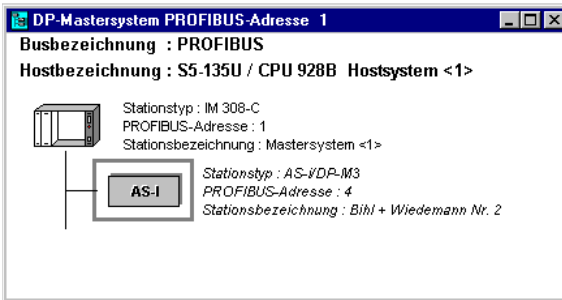 DP-Mastersystem PROFIBUS-Adresse 1
Busbezeichnung : PROFIBUS
Hostbezeichnung : S5-135U / CPU 928B Hostsystem <1>
Stationstyp : IM 308-C
PROFIBUS-Adresse : 1
Stationsbezeichnung : Mastersystem <1>
AS-I
Stationstyp : AS-i/DP-M3
PROFIBUS-Adresse : 4
Stationsbezeichnung : Bihl + Wiedemann Nr. 2